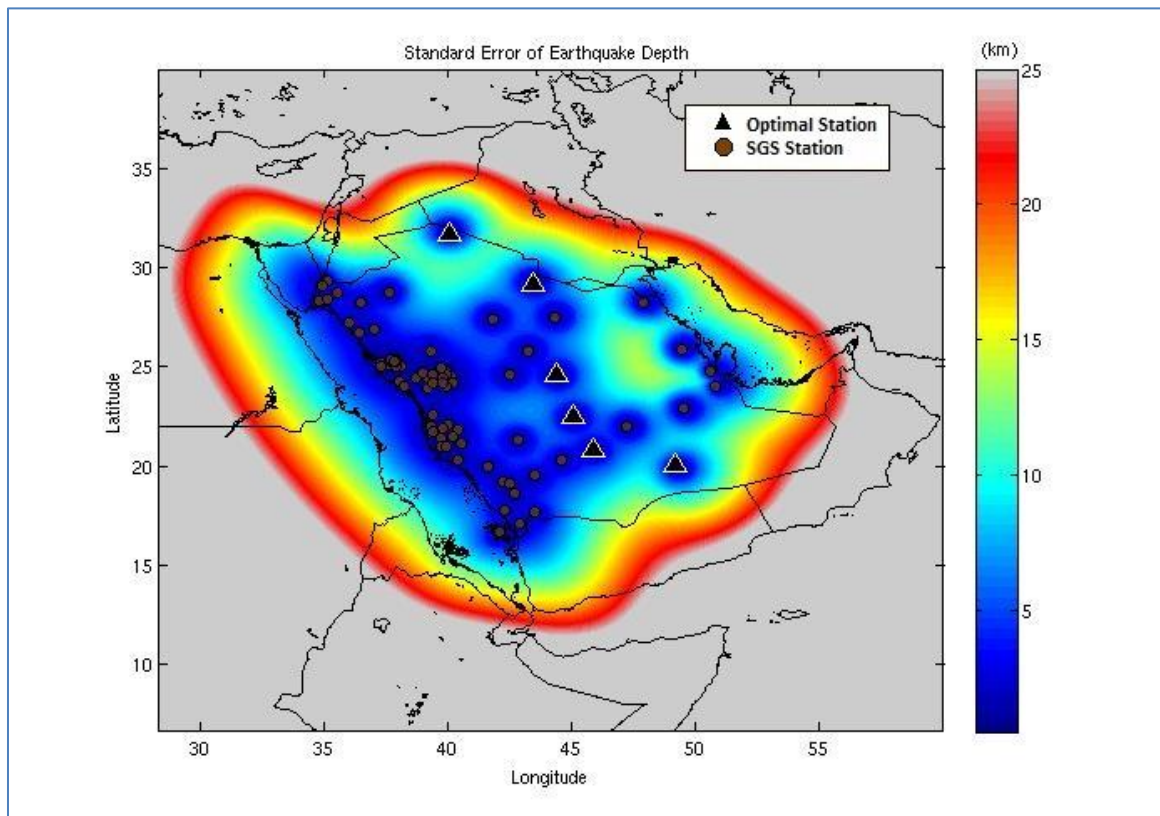 Standard Error of Earthquake Depth
(km)
Optimal Station
SGS Station
35
30
25
20
15
10
Latitude
30 35 40 45 50 55
Longitude
25
20
15
10
5